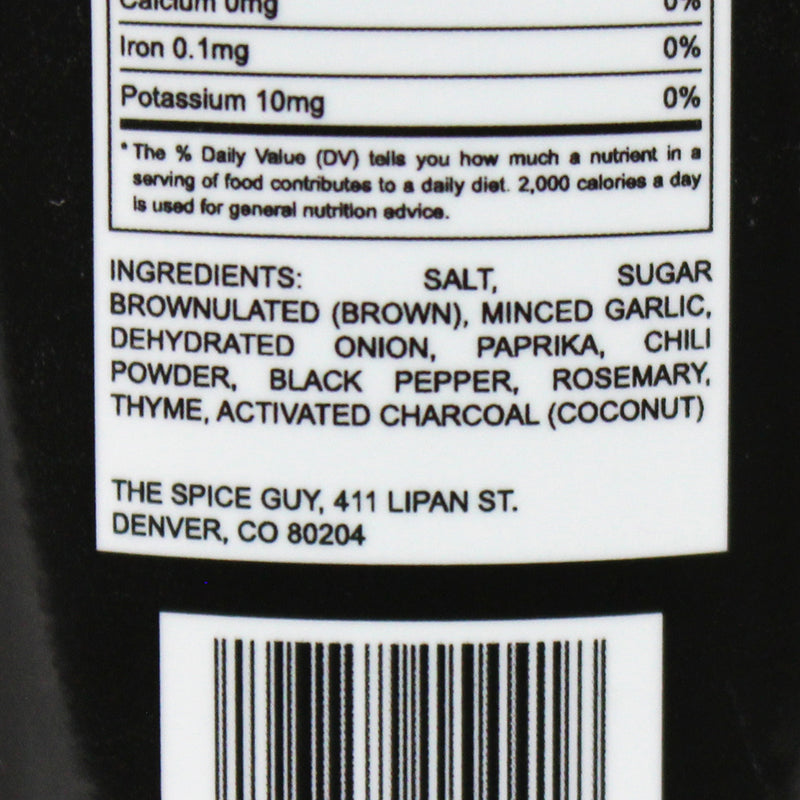 Calcium 0mg 0%
Iron 0.1mg 0%
Potassium 10mg 0%
* The % Daily Value (DV) tells you how much a nutrient in a
serving of food contributes to a daily diet. 2,000 calories a day
is used for general nutrition advice.
INGREDIENTS: SALT, SUGAR
BROWNULATED (BROWN), MINCED GARLIC,
DEHYDRATED ONION, PAPRIKA, CHILI
POWDER, BLACK PEPPER, ROSEMARY,
THYME, ACTIVATED CHARCOAL (COCONUT)
THE SPICE GUY, 411 LIPAN ST.
DENVER, CO 80204